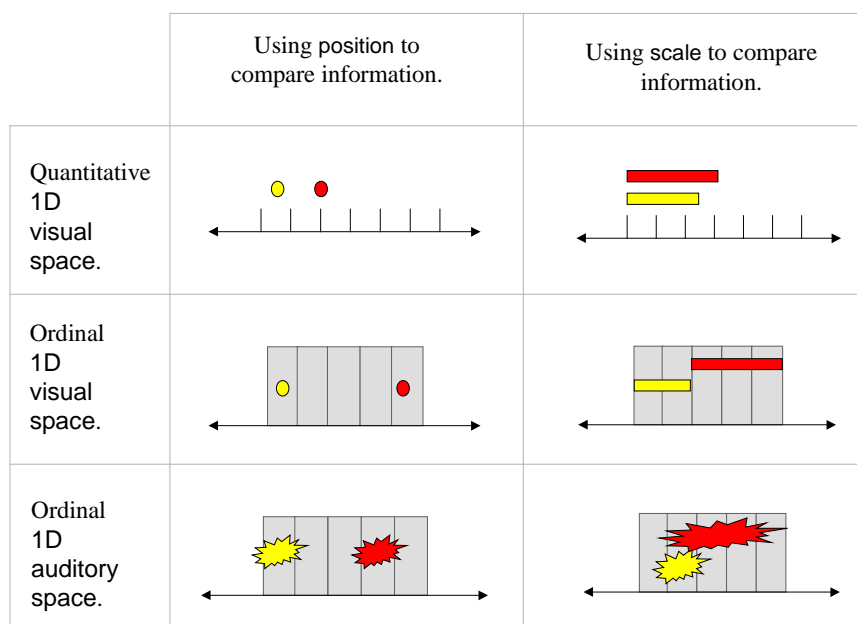 Using position to
compare information.
Using scale to compare
information.
Quantitative
1D
visual
space.
Ordinal
1D
visual
space.
Ordinal
1D
auditory
space.